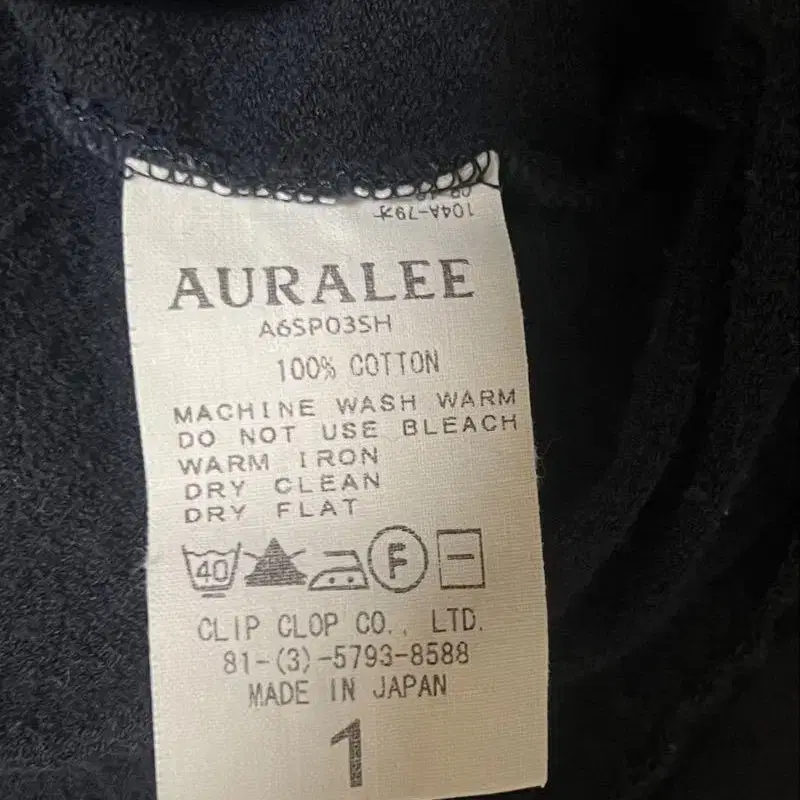 104A-79
AURALEE
A6SP03SH
100% COTTON
MACHINE WASH WARM
DO NOT USE BLEACH
WARM IRON
DRY CLEAN
DRY FLAT
40
F
CLIP CLOP CO., LTD.
81-(3)-5793-8588
MADE IN JAPAN
1